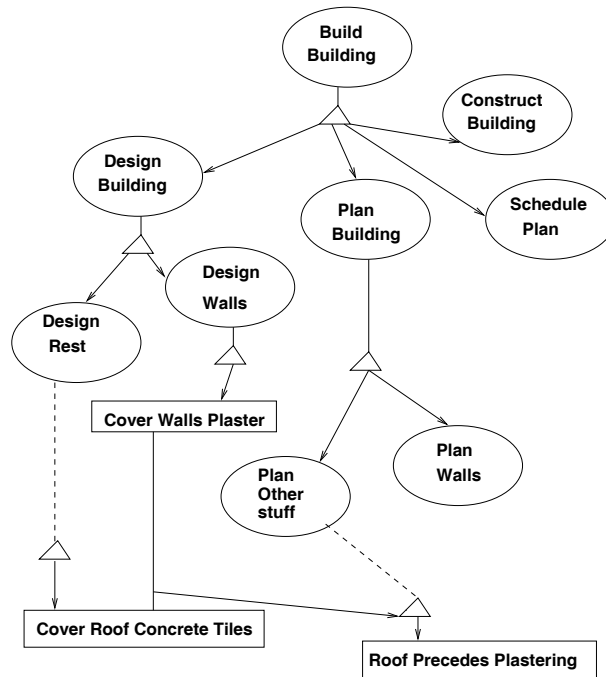 Build
Building
Construct
Building
Design
Building
Schedule
Plan
Plan
Building
Design
Walls
Design
Rest
Cover Walls Plaster
Plan
Walls
Plan
Other
stuff
Cover Roof Concrete Tiles
Roof Precedes Plastering